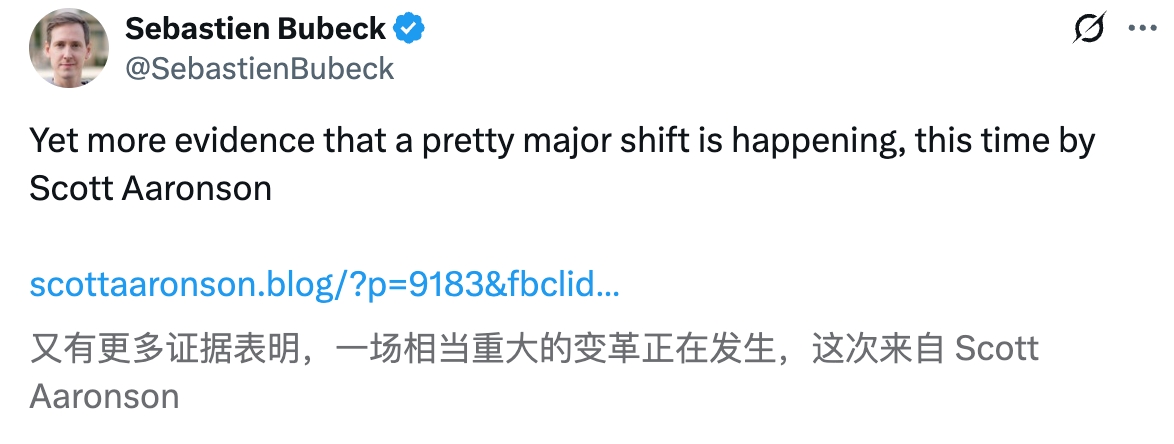 Sebastien Bubeck
@SebastienBubeck
Yet more evidence that a pretty major shift is happening, this time by
Scott Aaronson
scottaaronson.blog/?p=9183&fbclid...
又有更多证据表明，一场相当重大的变革正在发生，这次来自 Scott
Aaronson